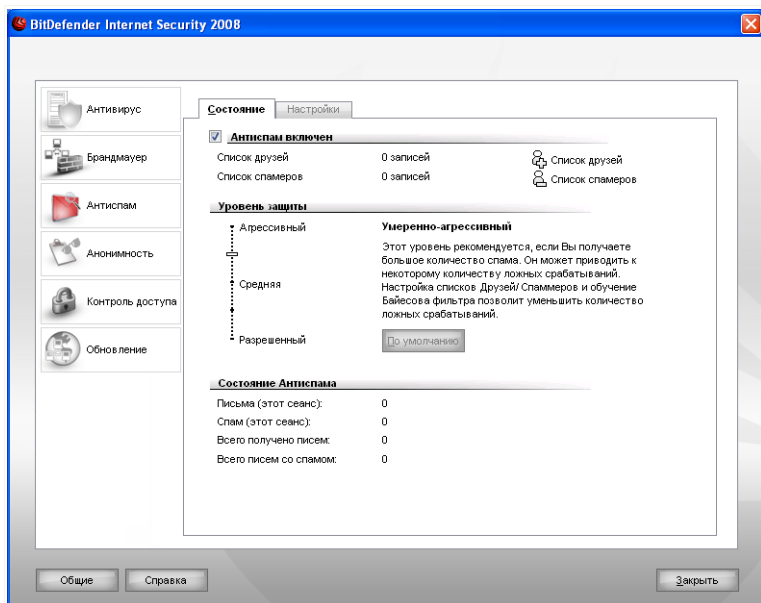 BitDefender Internet Security 2008
Антивирус
Брандмауер
Антиспам
Анонимность
Контроль доступа
Обновление
Состояние Настройки
Антиспам включен
Список друзей 0 записей Список друзей
Список спамеров 0 записей Список спамеров
Уровень защиты
Агрессивный
Средняя
Разрешенный
Умеренно-агрессивный
Этот уровень рекомендуется, если Вы получаете
большое количество спама. Он может приводить к
некоторому количеству ложных срабатываний.
Настройка списков Друзей/ Спаммеров и обучение
Байесова фильтра позволит уменьшить количество
ложных срабатываний.
По умолчанию
Состояние Антиспама
Письма (этот сеанс): 0
Спам (этот сеанс): 0
Всего получено писем: 0
Всего писем со спамом: 0
Общие Справка Закрыть